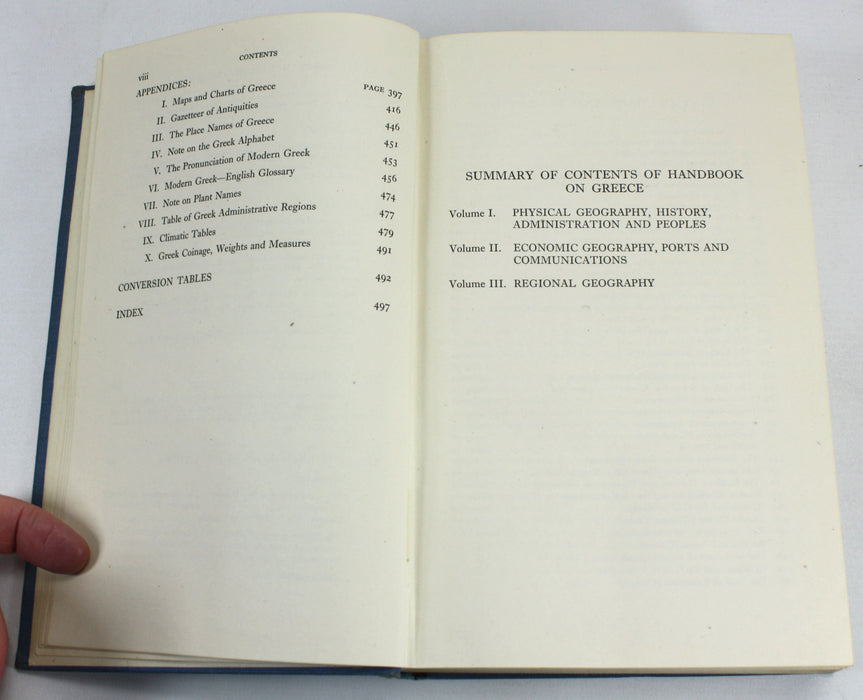 viii
CONTENTS
APPENDICES:
PAGE
I. Maps and Charts of Greece 397
II. Gazetteer of Antiquities 416
III. The Place Names of Greece 446
IV. Note on the Greek Alphabet 451
V. The Pronunciation of Modern Greek 453
VI. Modern Greek—English Glossary 456
VII. Note on Plant Names 474
VIII. Table of Greek Administrative Regions 477
IX. Climatic Tables 479
X. Greek Coinage, Weights and Measures 491
CONVERSION TABLES 492
INDEX 497
SUMMARY OF CONTENTS OF HANDBOOK
ON GREECE
Volume I. PHYSICAL GEOGRAPHY, HISTORY,
ADMINISTRATION AND PEOPLES
Volume II. ECONOMIC GEOGRAPHY, PORTS AND
COMMUNICATIONS
Volume III. REGIONAL GEOGRAPHY